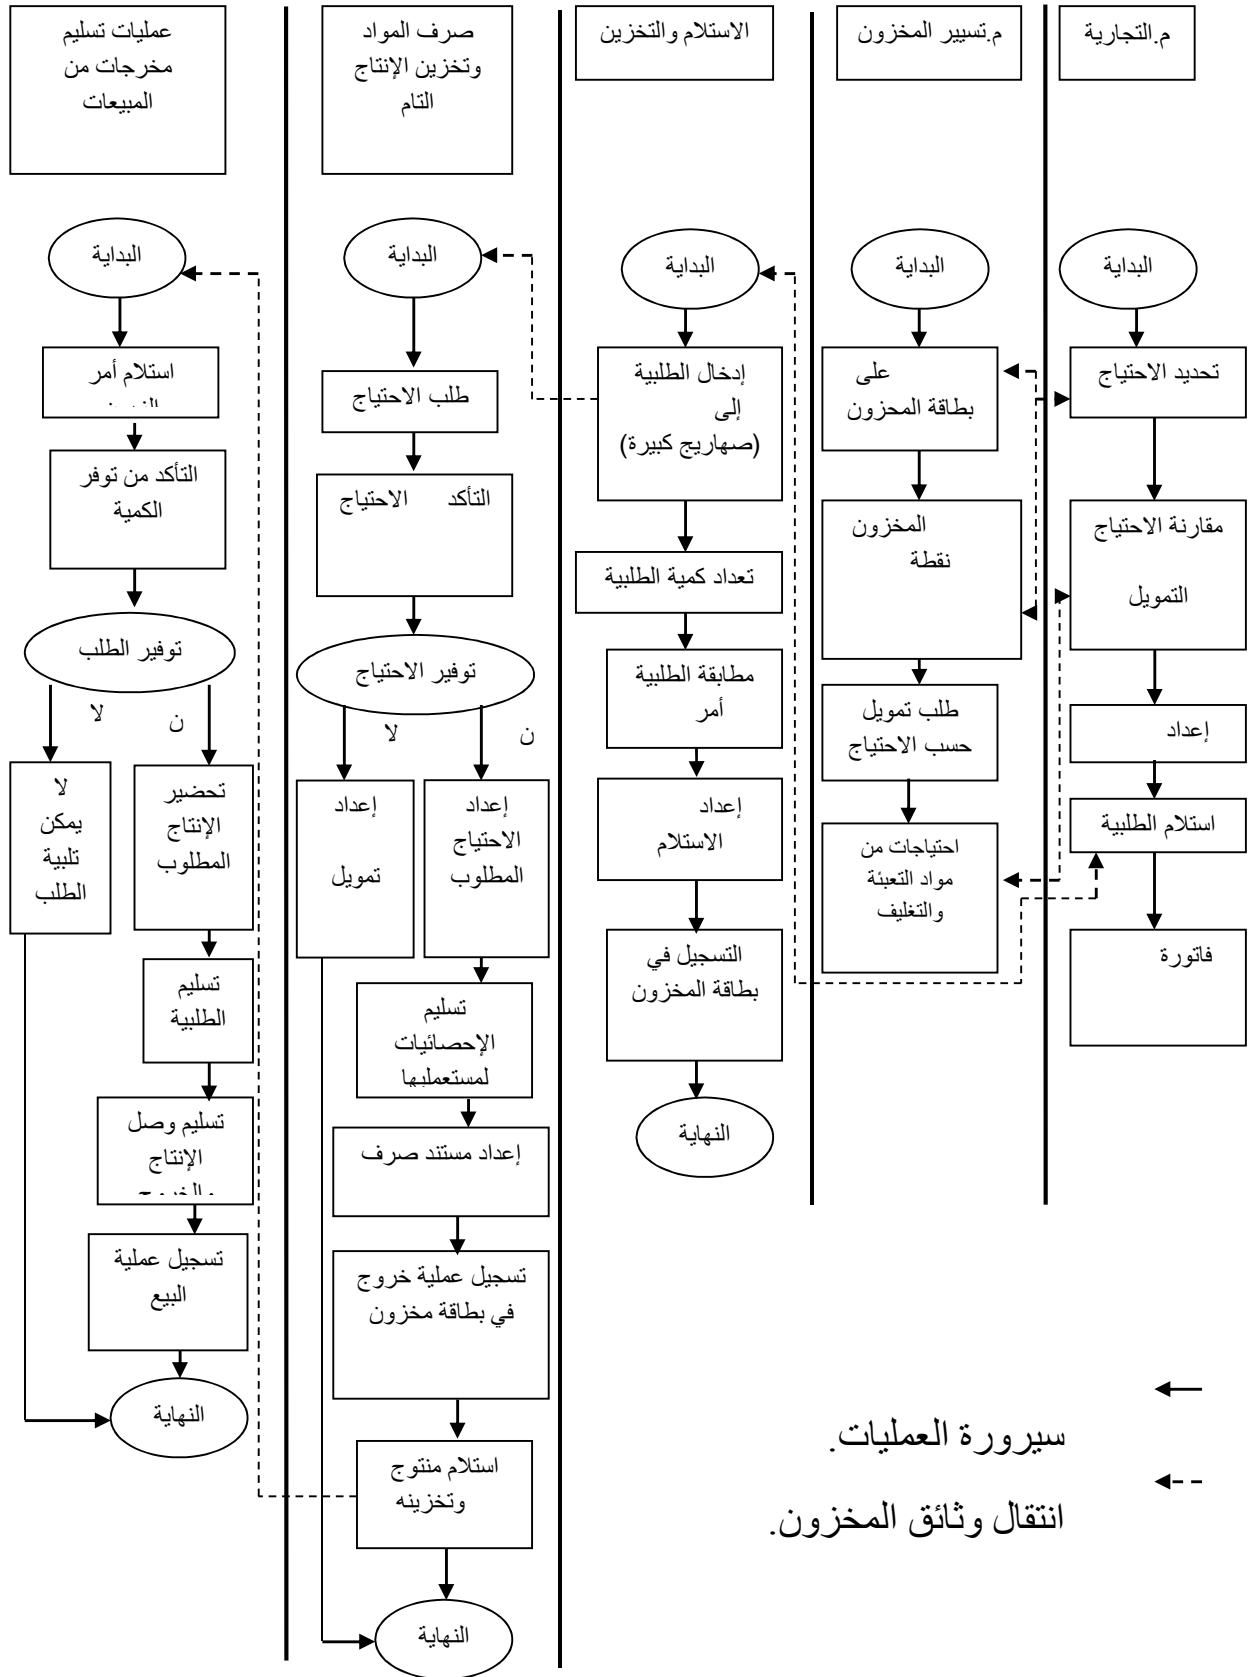 م.التجارية
م.تسيير المخزون
الاستلام والتخزين
صرف المواد
وتخزين الإنتاج
التام
عمليات تسليم
مخرجات من
المبيعات
البداية
تحديد الاحتياج
مقارنة الاحتياج
التمويل
إعداد
استلام الطلبية
فاتورة
البداية
على
بطاقة المخزون
المخزون
نقطة
طلب تمويل
حسب الاحتياج
احتياجات من
مواد التعبئة
والتغليف
البداية
إدخال الطلبية
إلى
(صهاريج كبيرة)
تعداد كمية الطلبية
مطابقة الطلبية
أمر
إعداد
الاستلام
التسجيل في
بطاقة المخزون
النهاية
البداية
طلب الاحتياج
التأكد الاحتياج
توفير الاحتياج
ن
لا
إعداد
الاحتياج
المطلوب
إعداد
تمويل
تسليم
الإحصائيات
لمستعمليها
إعداد مستند صرف
تسجيل عملية خروج
في بطاقة مخزون
استلام منتوج
وتخزينه
النهاية
البداية
استلام أمر
التأكد من توفر
الكمية
توفير الطلب
ن
لا
تحضير
الإنتاج
المطلوب
لا
يمكن
تلبية
الطلب
تسليم
الطلبية
تسليم وصل
الإنتاج
والخروج
تسجيل عملية
البيع
النهاية
سيرورة العمليات.
انتقال وثائق المخزون.